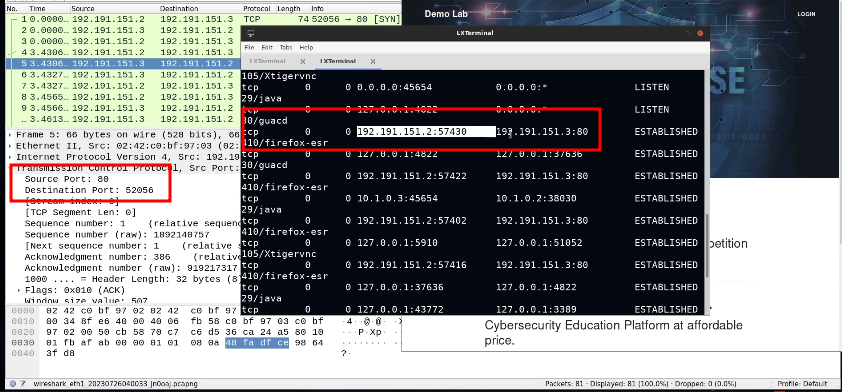 No. Time Source Destination Protocol Length Info
1 0.0000... 192.191.151.2 192.191.151.3 TCP 74 52056 → 80 [SYN]
2 0.0000... 192.191.151.3 192.191.151.2
3 0.0000... 192.191.151.2 192.191.151.3
4 3.4306... 192.191.151.2 192.191.151.3
5 3.4306... 192.191.151.3 192.191.151.2
6 3.4327... 192.191.151.3 192.191.151.2
7 3.4327... 192.191.151.2 192.191.151.3
8 3.4565... 192.191.151.2 192.191.151.3
9 3.4566... 192.191.151.3 192.191.151.2
... 3.4613... 192.191.151.3 192.191.151.2
Frame 5: 66 bytes on wire (528 bits), 66
Ethernet II, Src: 02:42:c0:bf:97:03 (02:
Internet Protocol Version 4, Src: 192.19
Transmission Control Protocol, Src Port:
Source Port: 80
Destination Port: 52056
[Stream index: 0]
[TCP Segment Len: 0]
Sequence number: 1 (relative sequenc
Sequence number (raw): 1892140757
[Next sequence number: 1 (relative s
Acknowledgment number: 386 (relativ
Acknowledgment number (raw): 919217317
1000 .... = Header Length: 32 bytes (8)
Flags: 0x010 (ACK)
Window size value: 507
0000 02 42 c0 bf 97 02 02 42 c0 bf 97
0010 00 34 8f e6 40 00 40 06 fb 58 c0 bf 97 03 c0 bf
0020 97 02 00 50 cb 58 70 c7 c6 d5 36 ca 24 a5 80 10
0030 01 fb af ab 00 00 01 01 08 0a 48 fa df ce 98 64
0040 3f d8
Demo Lab
LOGIN
LXTerminal
File Edit Tabs Help
LXTerminal LXTerminal
105/Xtigervnc
tcp 0 0 0.0.0.0:45654 0.0.0.0:* LISTEN
29/java
tcp 0 0 127.0.0.1:4822 0.0.0.0:* LISTEN
30/guacd
tcp 0 0 192.191.151.2:57430 192.191.151.3:80 ESTABLISHED
410/firefox-esr
tcp 0 0 127.0.0.1:4822 127.0.0.1:37636 ESTABLISHED
30/guacd
tcp 0 0 192.191.151.2:57422 192.191.151.3:80 ESTABLISHED
410/firefox-esr
tcp 0 0 10.1.0.3:45654 10.1.0.2:38030 ESTABLISHED
29/java
tcp 0 0 192.191.151.2:57402 192.191.151.3:80 ESTABLISHED
410/firefox-esr
tcp 0 0 127.0.0.1:5910 127.0.0.1:51052 ESTABLISHED
105/Xtigervnc
tcp 0 0 192.191.151.2:57416 192.191.151.3:80 ESTABLISHED
410/firefox-esr
tcp 0 0 127.0.0.1:37636 127.0.0.1:4822 ESTABLISHED
29/java
tcp 0 0 127.0.0.1:43772 127.0.0.1:3389 ESTABLISHED
SE
petition
Cybersecurity Education Platform at affordable
price.
wireshark_eth1_20230726040033_jn0oaj.pcapng
Packets: 81 · Displayed: 81 (100.0%) · Dropped: 0 (0.0%)
Profile: Default